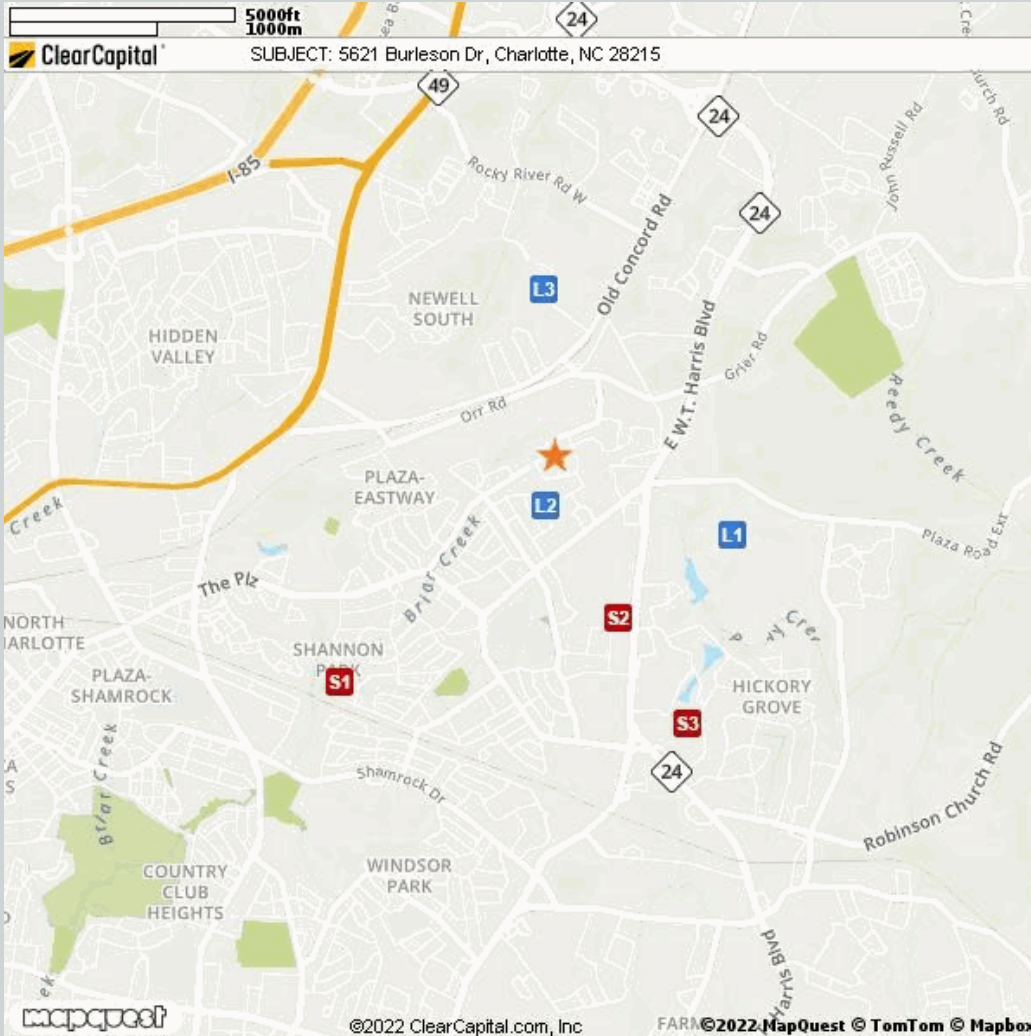 5000ft
1000m
24
ClearCapital
SUBJECT: 5621 Burleson Dr, Charlotte, NC 28215
49
24
I-85
Rocky River Rd W
John Russell Rd
24
Old Concord Rd
L3
NEWELL
SOUTH
HIDDEN
VALLEY
E W.T. Harris Blvd
Grier Rd
Reedy Creek
Orr Rd
PLAZA-
EASTWAY
L2
L1
Creek
Plaza Road Ext
Briar Creek
The Plz
S2
NORTH
SHANNON
PARK
S1
PLAZA-
SHAMROCK
HICKORY
GROVE
S3
Briar Creek
24
Shamrock Dr
Robinson Church Rd
WINDSOR
PARK
COUNTRY
CLUB
HEIGHTS
Harris Blvd
mapquest
©2022 ClearCapital.com, Inc
FARM
©2022 MapQuest © TomTom © Mapbox